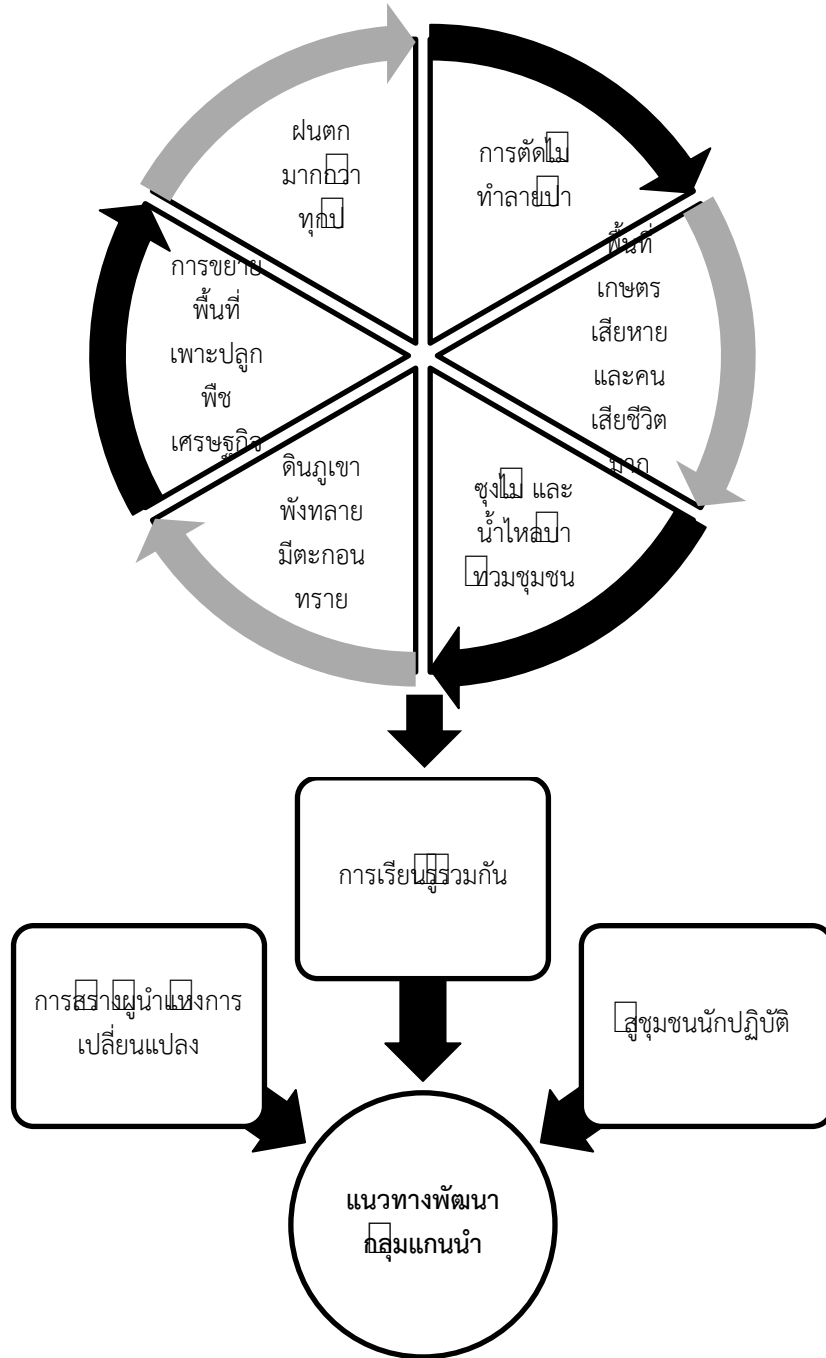 ฝนตก
มากกวา
ทุกป
การตัดไม
ทำลายปา
พื้นที่
เกษตร
เสียหาย
และคน
เสียชีวิต
มาก
ซุงไม และ
น้ำไหลบา
ทวมชุมชน
ดินภูเขา
พังทลาย
มีตะกอน
ทราย
การขยาย
พื้นที่
เพาะปลูก
พืช
เศรษฐกิจ
การเรียนรูรวมกัน
การสรางผูนำแหงการ
เปลี่ยนแปลง
สูชุมชนนักปฏิบัติ
แนวทางพัฒนา
กลุมแกนนำ